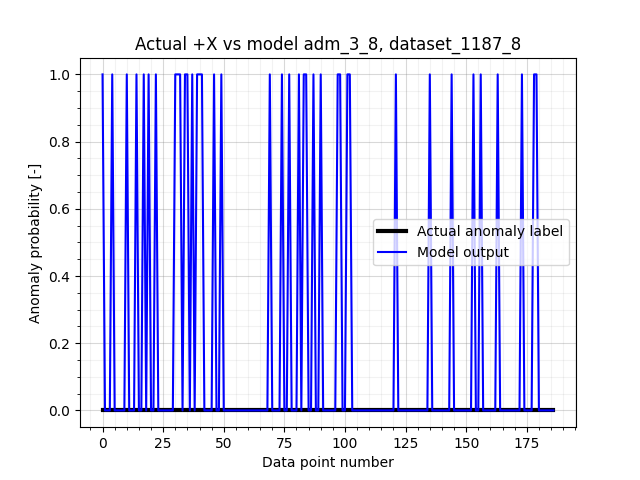 Actual +X vs model adm_3_8, dataset_1187_8
Anomaly probability [-]
1.0
0.8
0.6
0.4
0.2
0.0
Actual anomaly label
Model output
0 25 50 75 100 125 150 175
Data point number